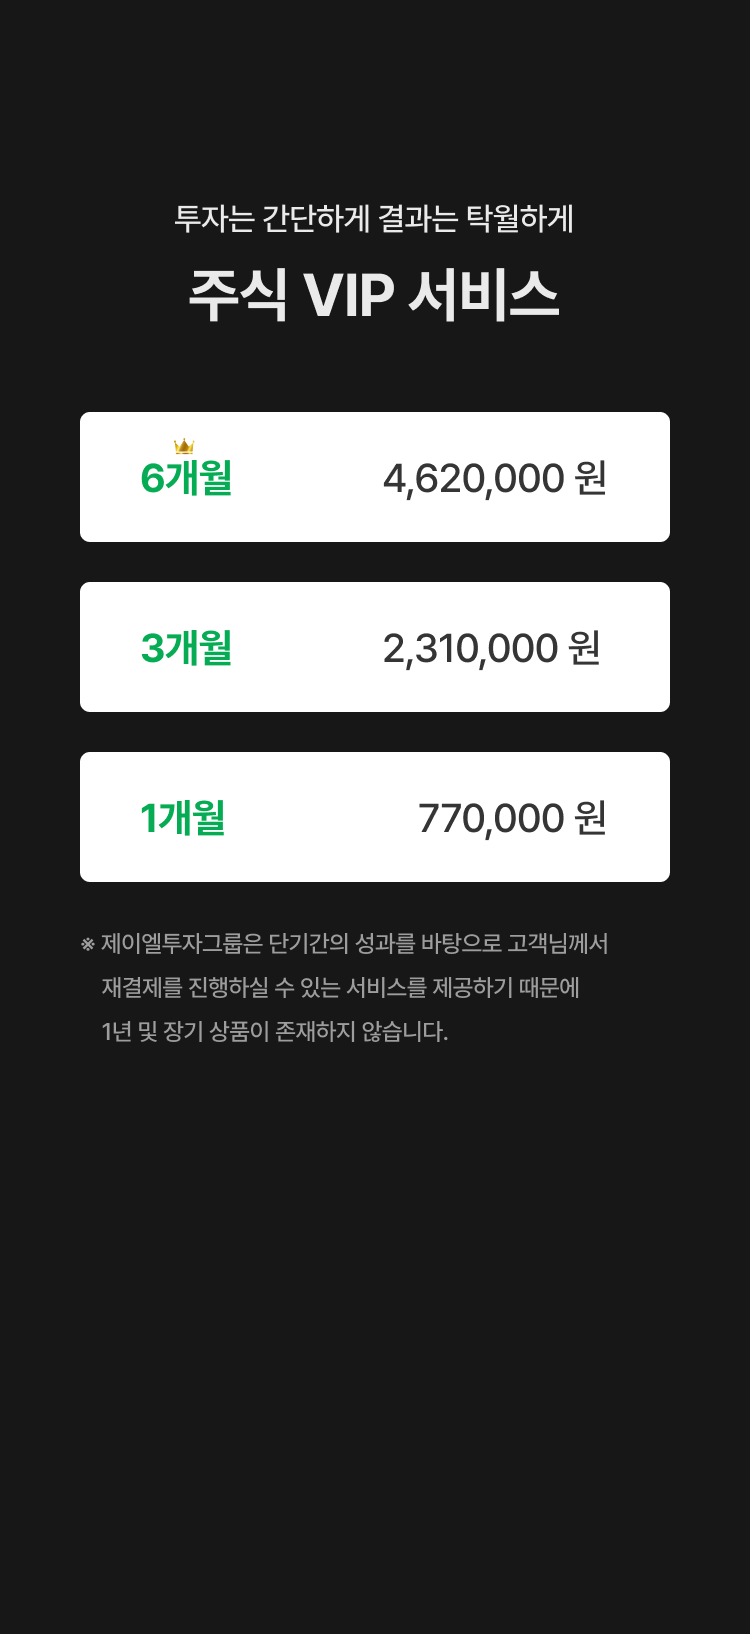 투자는 간단하게 결과는 탁월하게
주식 VIP 서비스
6개월 4,620,000 원
3개월 2,310,000 원
1개월 770,000 원
※ 제이엘투자그룹은 단기간의 성과를 바탕으로 고객님께서
재결제를 진행하실 수 있는 서비스를 제공하기 때문에
1년 및 장기 상품이 존재하지 않습니다.